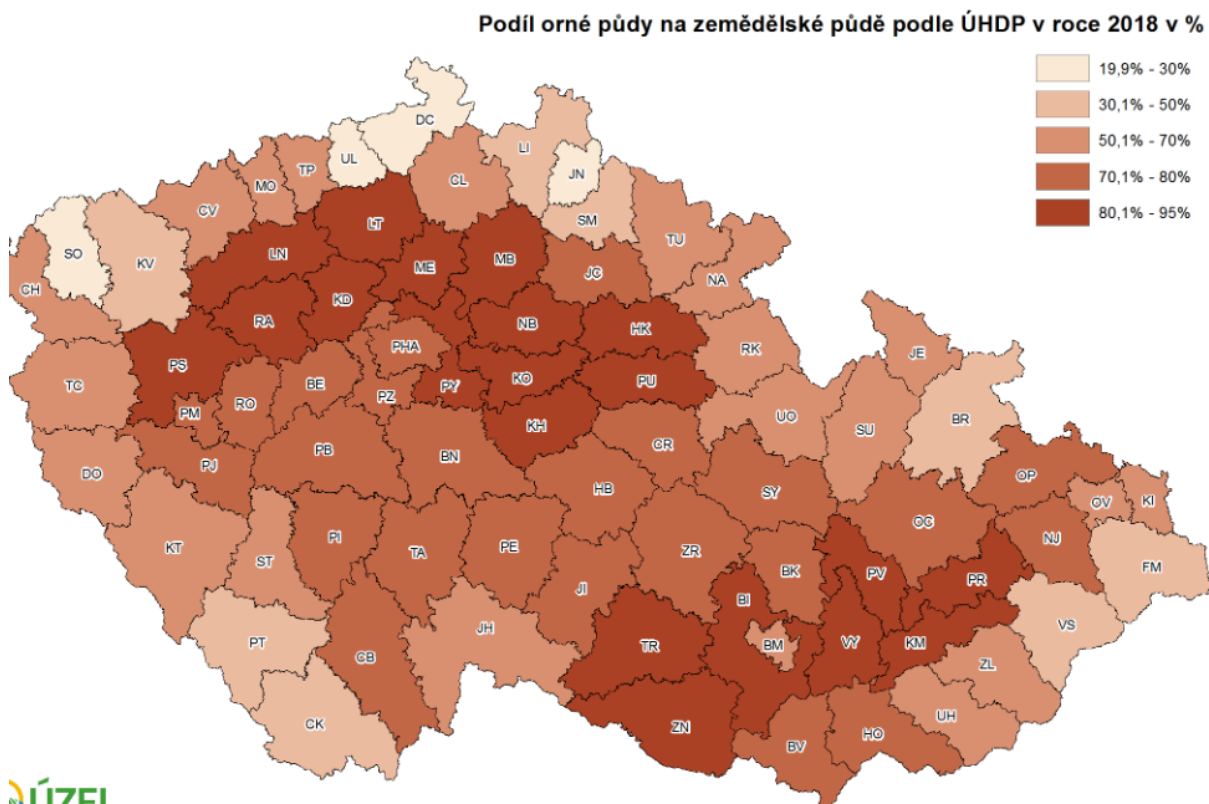 Podíl orné půdy na zemědělské půdě podle ÚHDP v roce 2018 v %
19,9% - 30%
30,1% - 50%
50,1% - 70%
70,1% - 80%
80,1% - 95%
DC
LI
UL
TP
JN
MO
CL
CV
SM
LT
TU
SO
KV
LN
ME
MB
JC
NA
CH
KD
RA
NB
HK
PHA
RK
JE
PS
KO
PU
TC
BE
PY
PZ
RO
PM
UO
BR
KH
SU
CR
PB
BN
PJ
DO
OP
HB
SY
OV
KI
OC
PI
NJ
KT
PE
TA
ZR
ST
FM
BK
PV
PR
JI
BI
VS
JH
PT
KM
VY
TR
BM
CB
ZL
UH
CK
ZN
HO
BV
ÚZEI